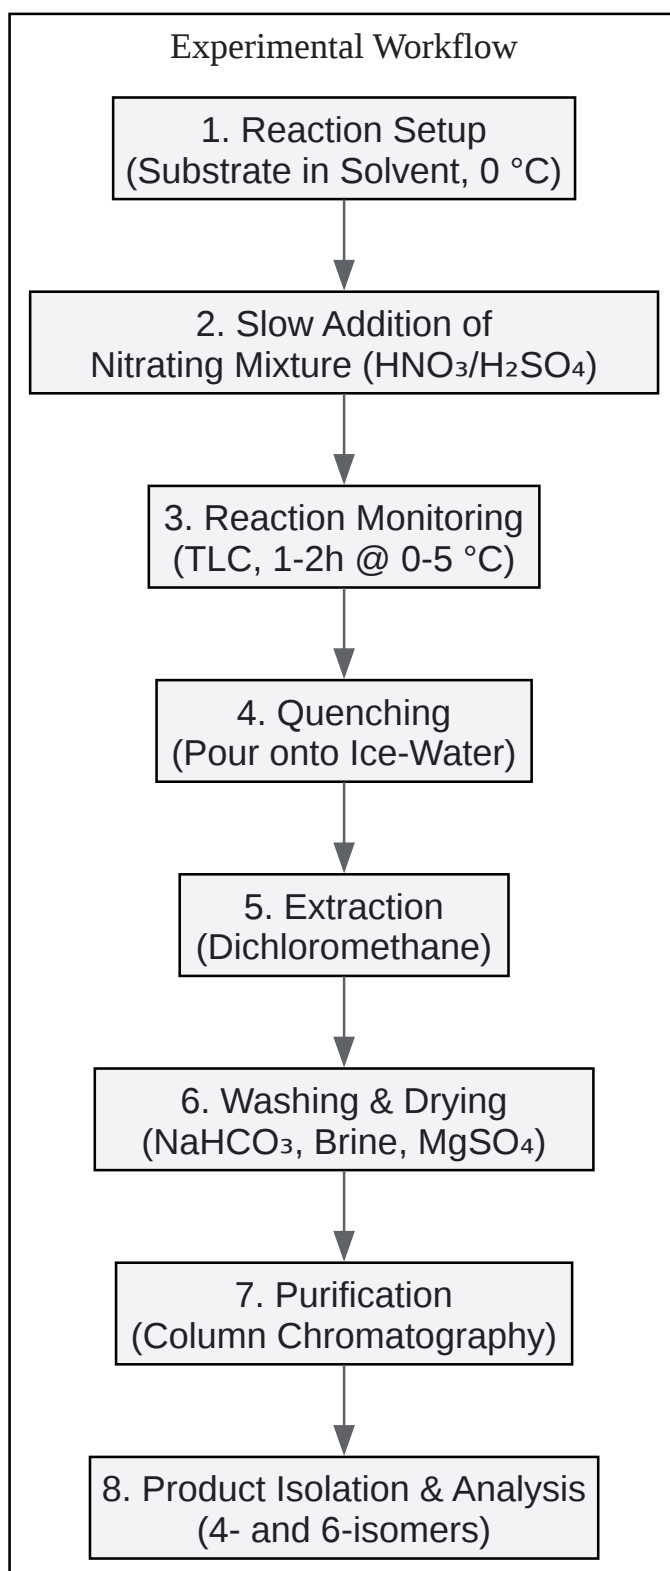 Experimental Workflow
1. Reaction Setup
(Substrate in Solvent, 0 °C)
2. Slow Addition of
Nitrating Mixture (HNO₃/H₂SO₄)
3. Reaction Monitoring
(TLC, 1-2h @ 0-5 °C)
4. Quenching
(Pour onto Ice-Water)
5. Extraction
(Dichloromethane)
6. Washing & Drying
(NaHCO₃, Brine, MgSO₄)
7. Purification
(Column Chromatography)
8. Product Isolation & Analysis
(4- and 6-isomers)